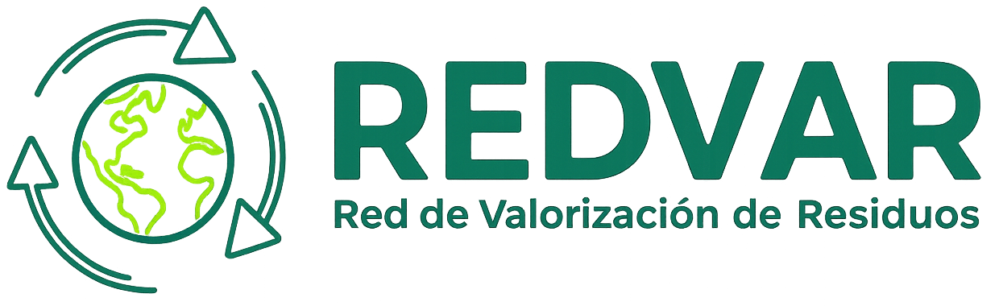 REDVAR
Red de Valorización de Residuos